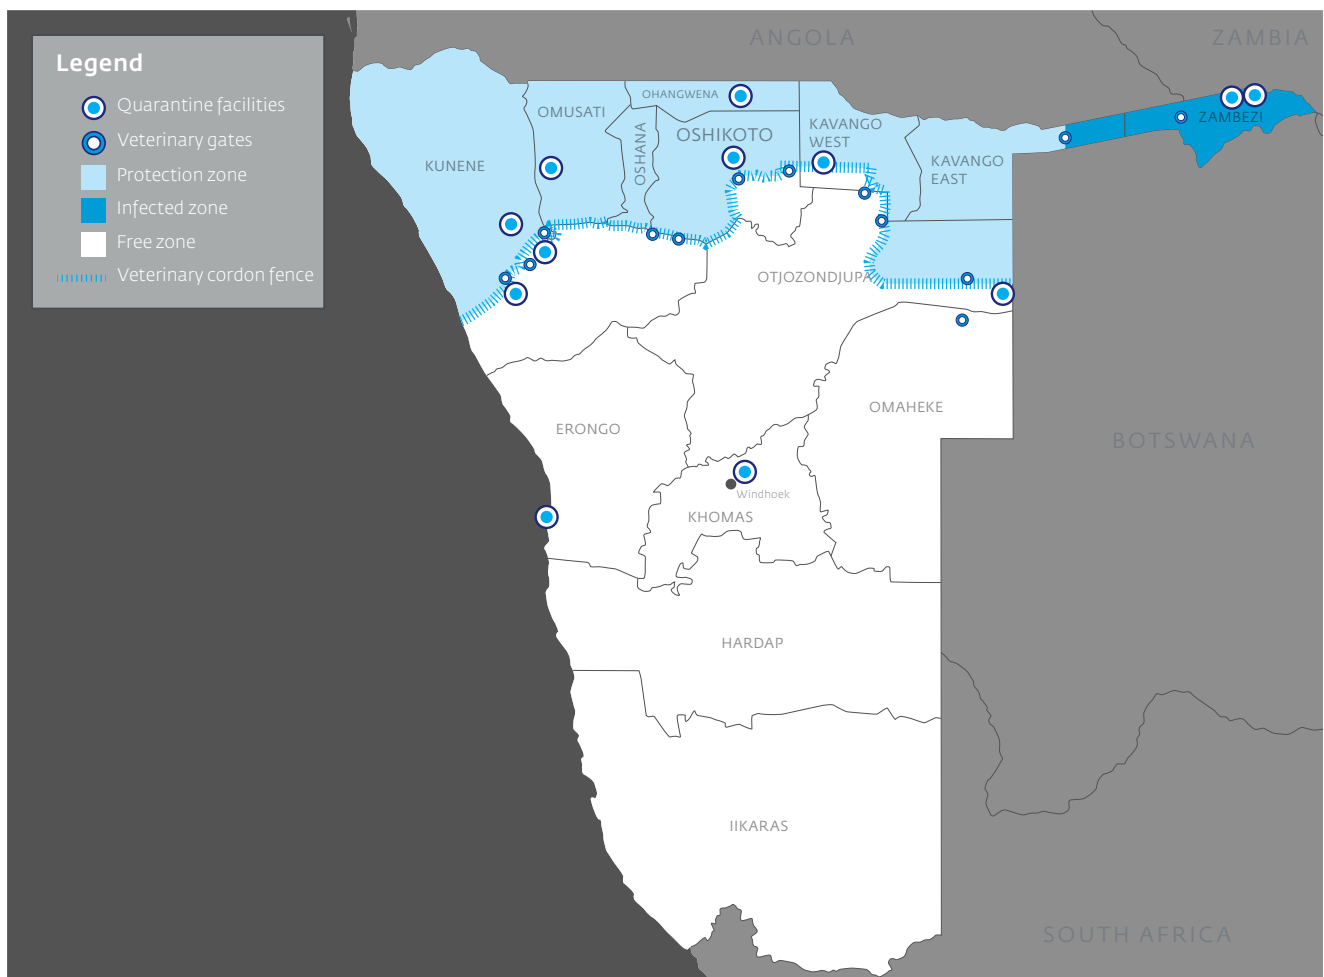 Legend
Quarantine facilities
Veterinary gates
Protection zone
Infected zone
Free zone
Veterinary cordon fence
ANGOLA
ZAMBIA
OHANGWENA
OMUSATI
OSHIKOTO
KAVANGO
WEST
ZAMBEZI
KUNENE
OSHANA
KAVANGO
EAST
OTJOZONDJUPA
OMAHEKE
ERONGO
BOTSWANA
Windhoek
KHOMAS
HARDAP
IIKARAS
SOUTH AFRICA